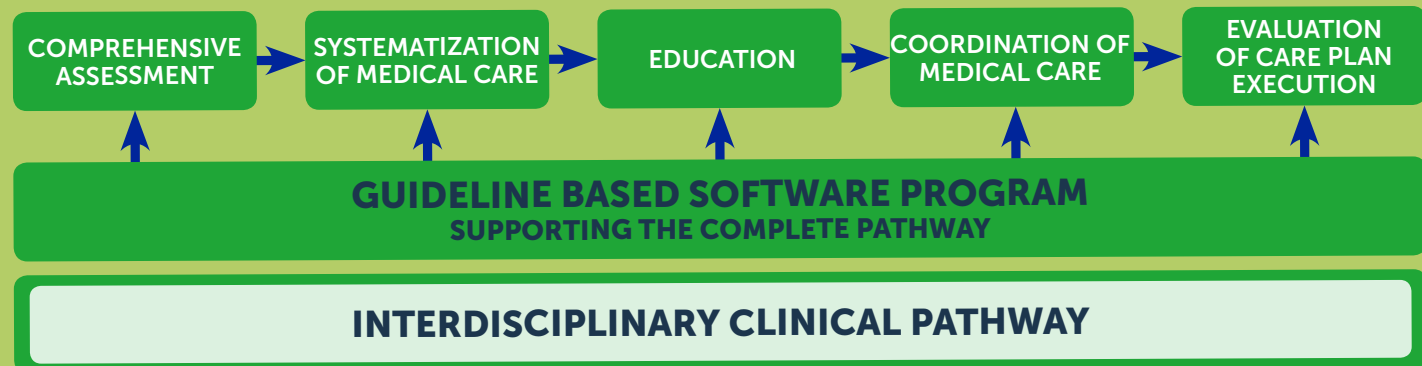 COMPREHENSIVE
ASSESSMENT
SYSTEMATIZATION
OF MEDICAL CARE
EDUCATION
COORDINATION OF
MEDICAL CARE
EVALUATION
OF CARE PLAN
EXECUTION
GUIDELINE BASED SOFTWARE PROGRAM
SUPPORTING THE COMPLETE PATHWAY
INTERDISCIPLINARY CLINICAL PATHWAY